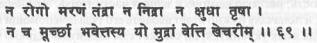 न रोगो मरणं तंद्रा न निद्रा न क्षुधा तृषा ।
न च मूर्च्छा भवेत्तस्य यो मुद्रां वेत्ति खेचरीम् ।। ६९ ।।